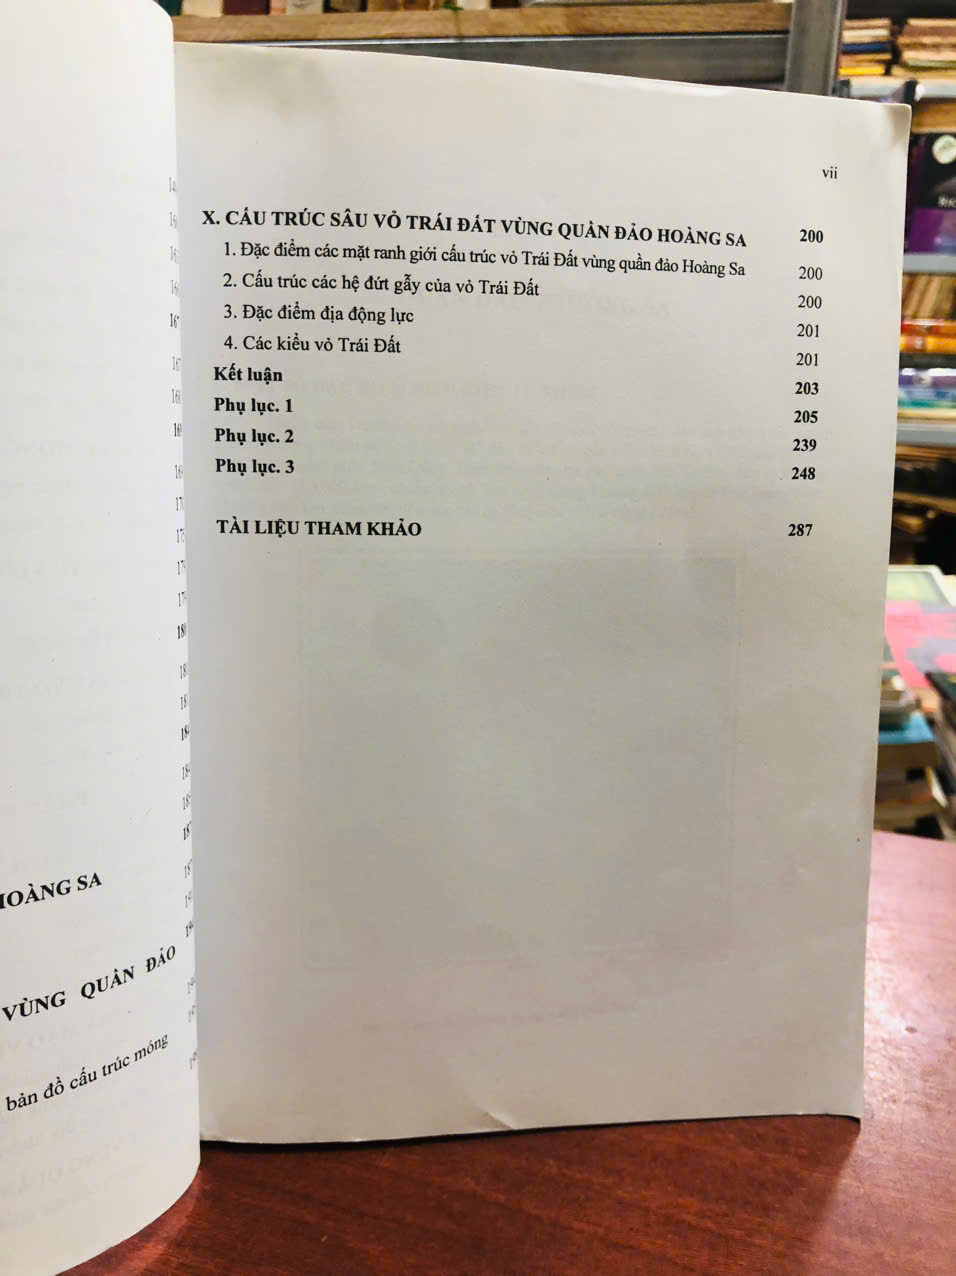 HOÀNG SA
VÙNG QUẦN ĐẢO
bản đồ cấu trúc móng
167
168
180
vii
X. CẤU TRÚC SÂU VỎ TRÁI ĐẤT VÙNG QUẦN ĐẢO HOÀNG SA 200
1. Đặc điểm các mặt ranh giới cấu trúc vỏ Trái Đất vùng quần đảo Hoàng Sa 200
2. Cấu trúc các hệ đứt gẫy của vỏ Trái Đất 200
3. Đặc điểm địa động lực 201
4. Các kiểu vỏ Trái Đất 201
Kết luận 203
Phụ lục. 1 205
Phụ lục. 2 239
Phụ lục. 3 248
TÀI LIỆU THAM KHẢO 287